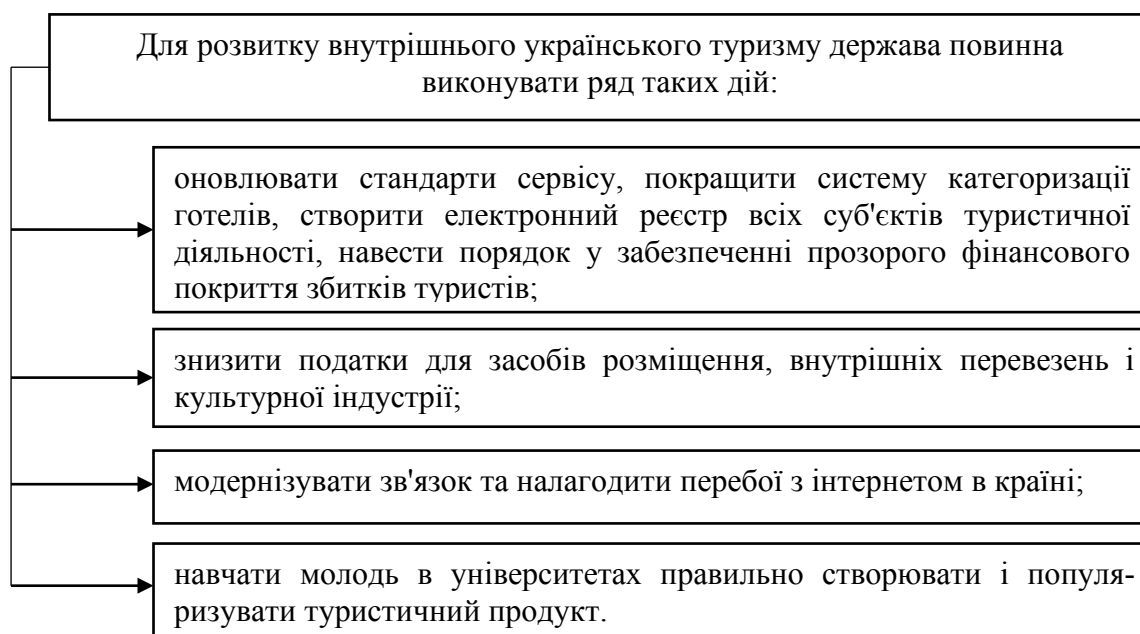 Для розвитку внутрішнього українського туризму держава повинна
виконувати ряд таких дій:
оновлювати стандарти сервісу, покращити систему категоризації
готелів, створити електронний реєстр всіх суб'єктів туристичної
діяльності, навести порядок у забезпеченні прозорого фінансового
покриття збитків туристів;
знизити податки для засобів розміщення, внутрішніх перевезень і
культурної індустрії;
модернізувати зв'язок та налагодити перебої з інтернетом в країні;
навчати молодь в університетах правильно створювати і популя-
ризувати туристичний продукт.